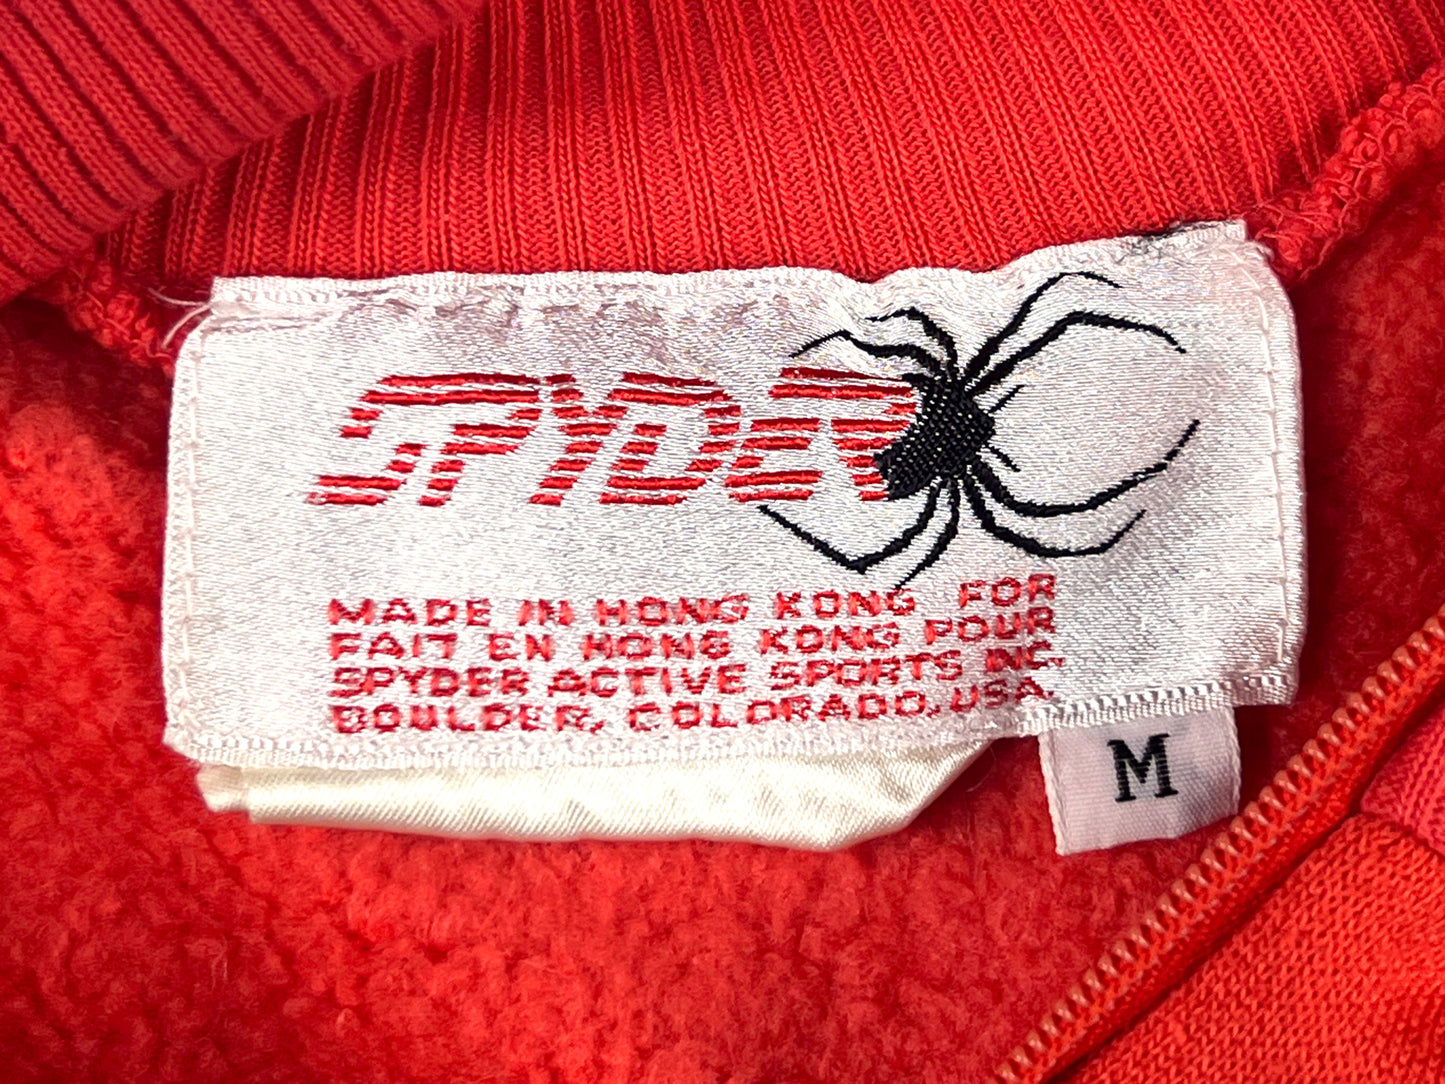 SPYDER
MADE IN HONG KONG FOR
FAIT EN HONG KONG POUR
SPYDER ACTIVE SPORTS INC.
BOULDER, COLORADO, USA.
M